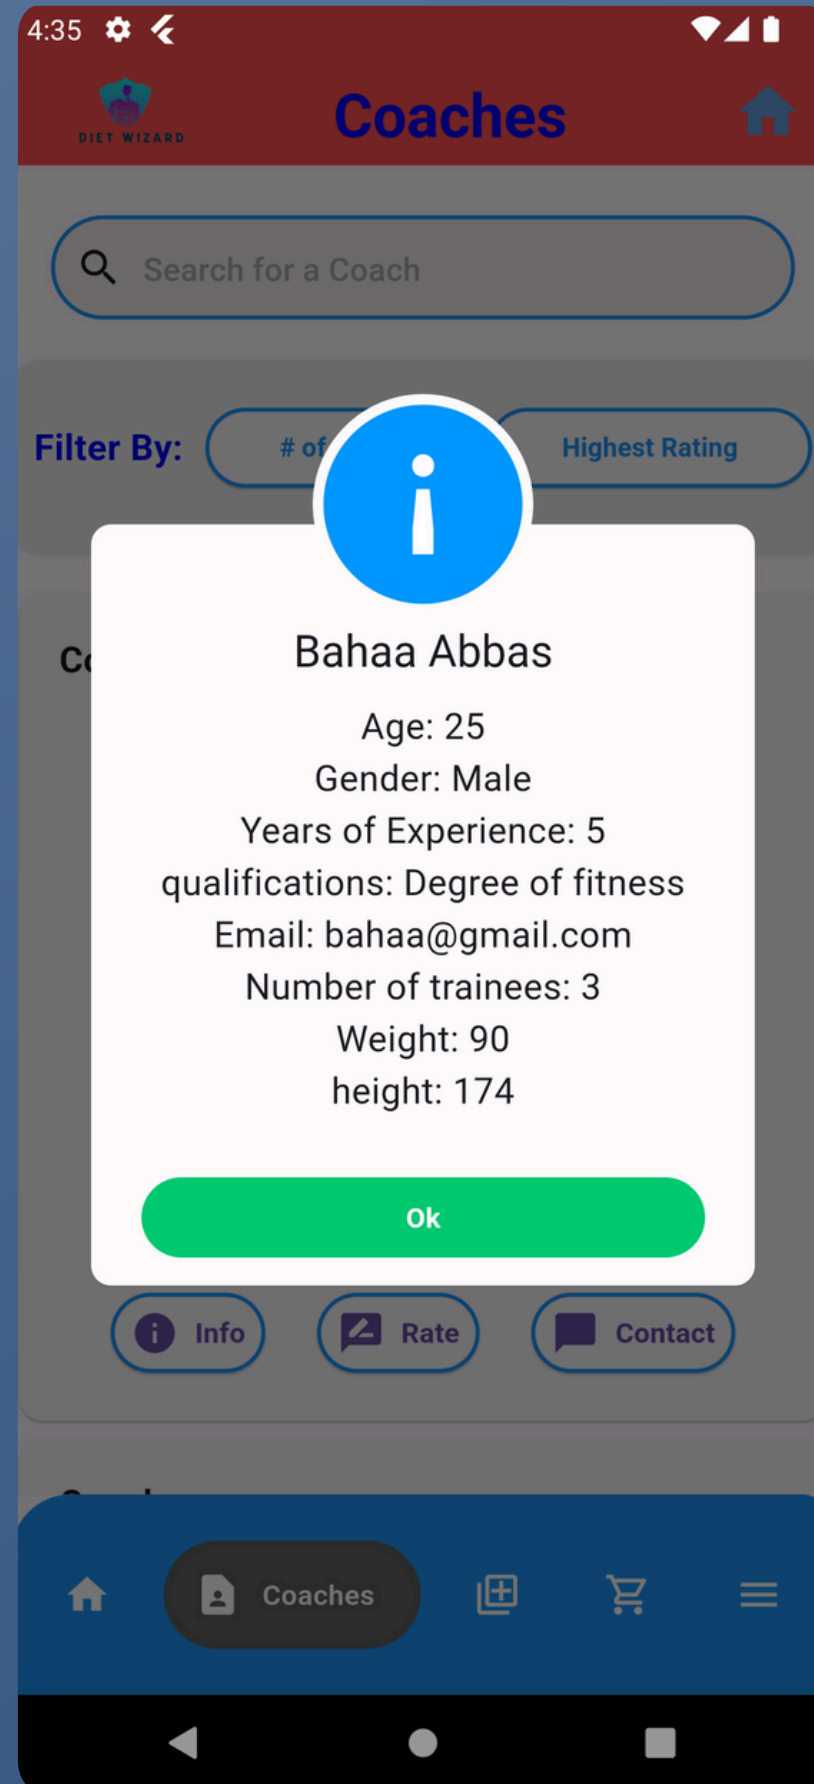 4:35
DIET WIZARD
Coaches
Search for a Coach
Filter By:
# of
Highest Rating
Bahaa Abbas
Age: 25
Gender: Male
Years of Experience: 5
qualifications: Degree of fitness
Email: bahaa@gmail.com
Number of trainees: 3
Weight: 90
height: 174
Ok
Info
Rate
Contact
Coaches